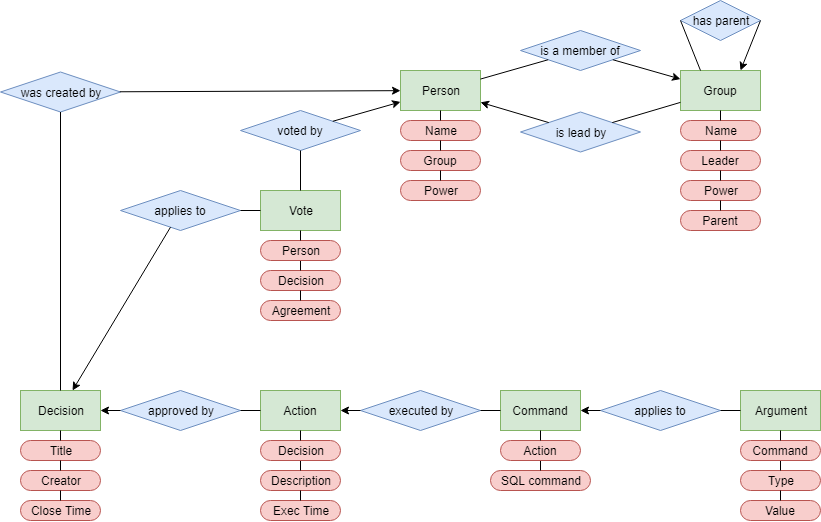 has parent
is a member of
was created by
Person
Group
voted by
is lead by
Name
Group
Power
Name
Leader
Power
Parent
applies to
Vote
Person
Decision
Agreement
Decision
approved by
Action
executed by
Command
applies to
Argument
Title
Creator
Close Time
Decision
Description
Exec Time
Action
SQL command
Command
Type
Value